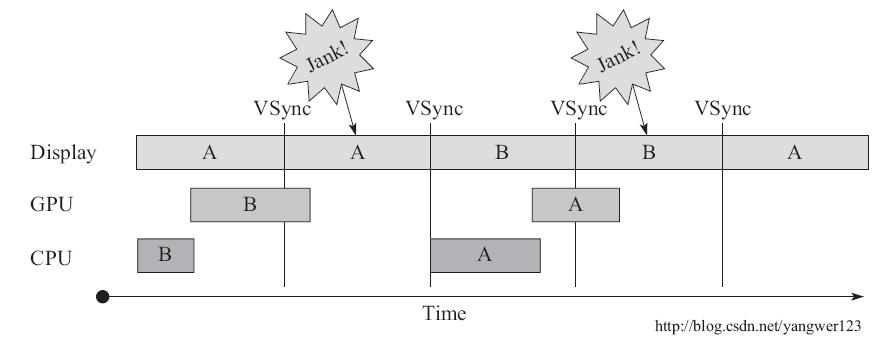 Jank! Jank!
VSync VSync VSync VSync
Display A A B B A
GPU B A
CPU B A
Time
http://blog.csdn.net/yangwer123